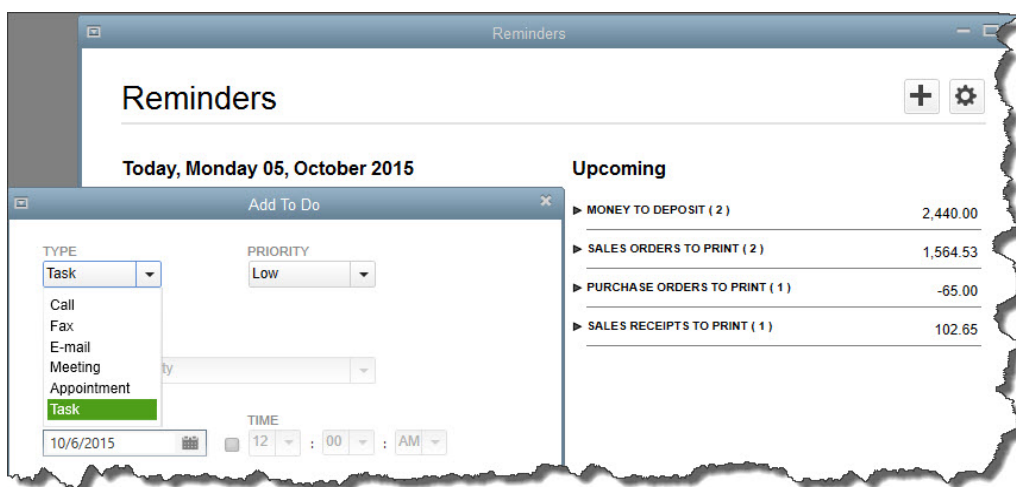 Reminders
Reminders
Today, Monday 05, October 2015
Upcoming
MONEY TO DEPOSIT ( 2 ) 2,440.00
SALES ORDERS TO PRINT ( 2 ) 1,564.53
PURCHASE ORDERS TO PRINT ( 1 ) -65.00
SALES RECEIPTS TO PRINT ( 1 ) 102.65
Add To Do
TYPE PRIORITY
Task Low
Call
Fax
E-mail
Meeting
Appointment
Task
TIME
10/6/2015 12 : 00 : AM